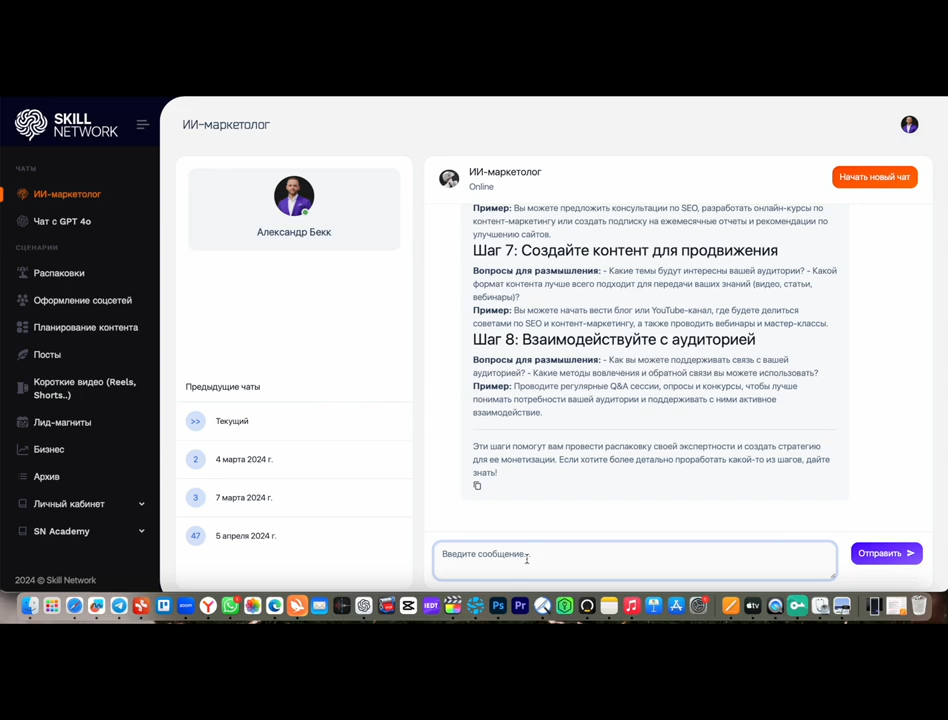 SKILL
NETWORK
ИИ-маркетолог
ЧАТЫ
ИИ-маркетолог
Чат с GPT 4o
СЦЕНАРИИ
Распаковки
Оформление соцсетей
Планирование контента
Посты
Короткие видео (Reels,
Shorts..)
Лид-магниты
Бизнес
Архив
Личный кабинет
SN Academy
2024 © Skill Network
Александр Бекк
Предыдущие чаты
>> Текущий
2 4 марта 2024 г.
3 7 марта 2024 г.
47 5 апреля 2024 г.
ИИ-маркетолог
Online
Начать новый чат
Пример: Вы можете предложить консультации по SEO, разработать онлайн-курсы по
контент-маркетингу или создать подписку на ежемесячные отчеты и рекомендации по
улучшению сайтов.
Шаг 7: Создайте контент для продвижения
Вопросы для размышления: - Какие темы будут интересны вашей аудитории? - Какой
формат контента лучше всего подходит для передачи ваших знаний (видео, статьи,
вебинары)?
Пример: Вы можете начать вести блог или YouTube-канал, где будете делиться
советами по SEO и контент-маркетингу, а также проводить вебинары и мастер-классы.
Шаг 8: Взаимодействуйте с аудиторией
Вопросы для размышления: - Как вы можете поддерживать связь с вашей
аудиторией? - Какие методы вовлечения и обратной связи вы можете использовать?
Пример: Проводите регулярные Q&A сессии, опросы и конкурсы, чтобы лучше
понимать потребности вашей аудитории и поддерживать с ними активное
взаимодействие.
Эти шаги помогут вам провести распаковку своей экспертности и создать стратегию
для ее монетизации. Если хотите более детально проработать какой-то из шагов, дайте
знать!
Введите сообщение..
Отправить
zoom
IEDT
Ps
Pr
tv